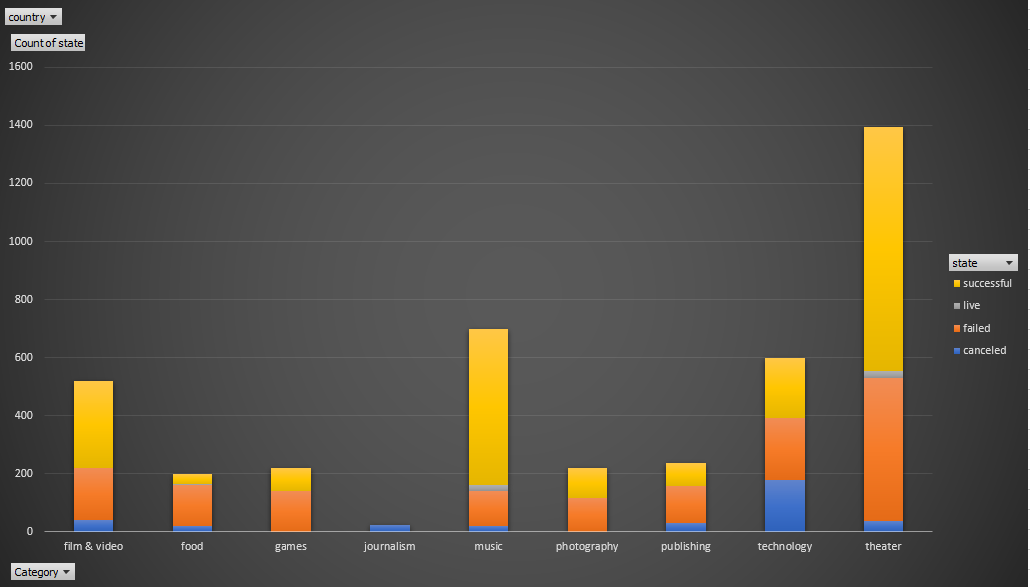 country
Count of state
1600
1400
1200
1000
800
600
400
200
0
film & video food games journalism music photography publishing technology theater
state
successful
live
failed
canceled
Category